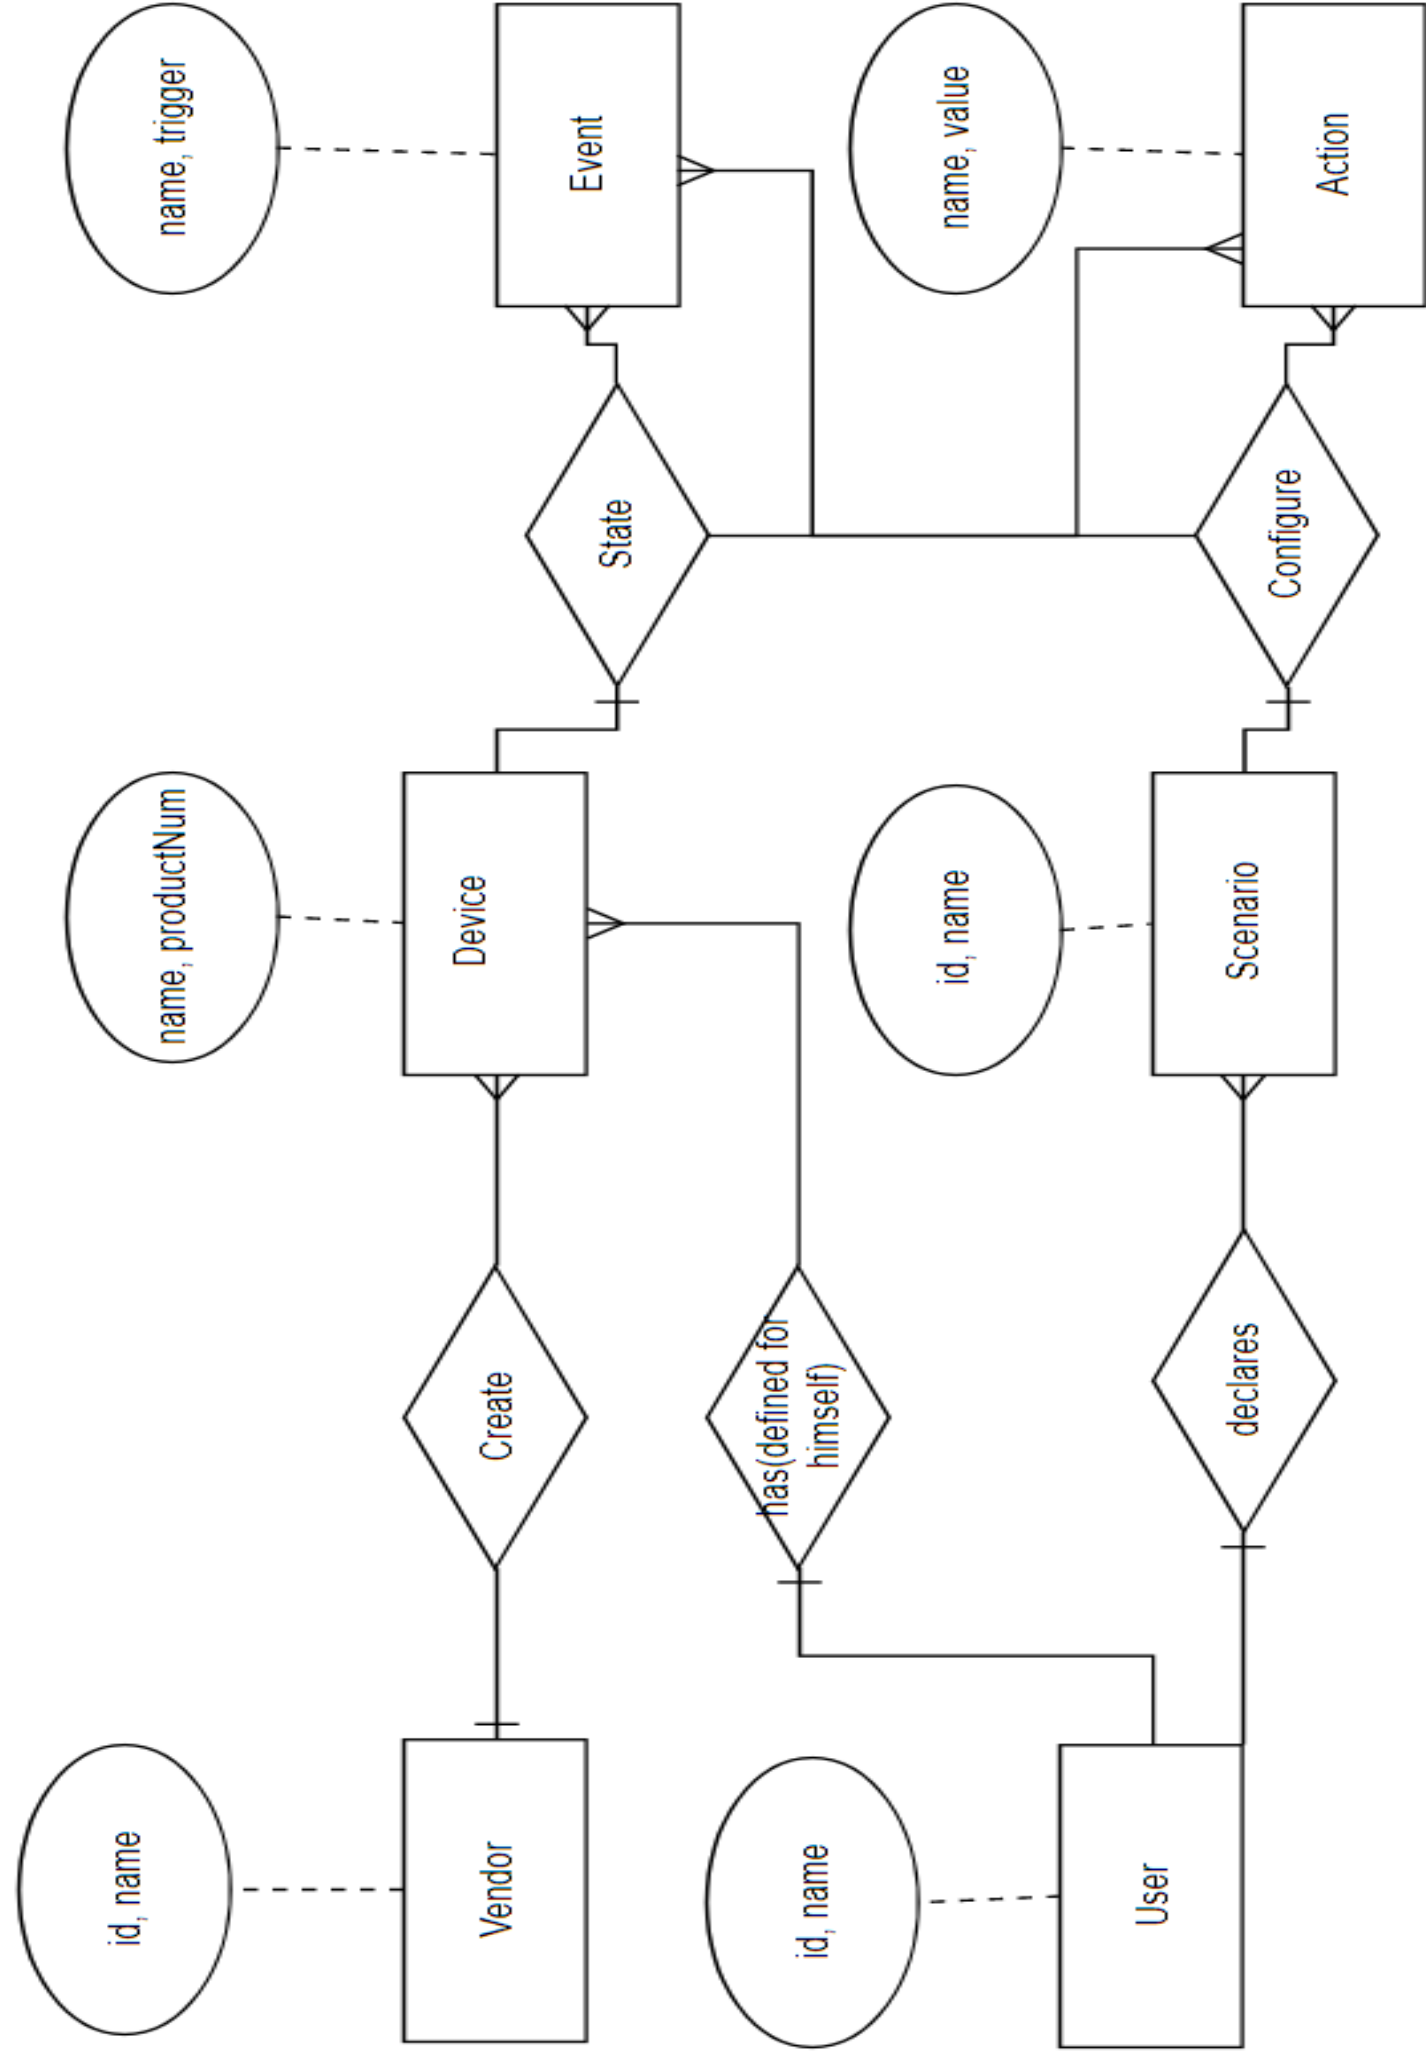 id, name
name, productNum
name, trigger
Vendor
Create
Device
State
Event
id, name
has(defined for
himself)
id, name
name, value
User
declares
Scenario
Configure
Action